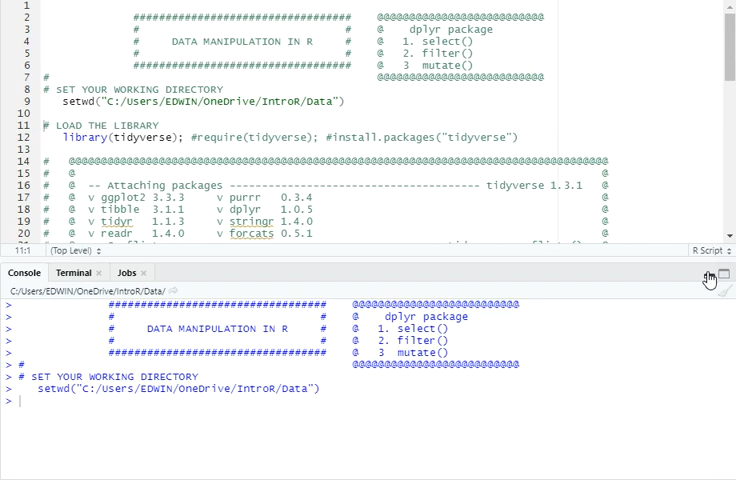 1
2 ################################## @@@@@@@@@@@@@@@@@@@@@@@@@@
3 # # @ dplyr package
4 # DATA MANIPULATION IN R # @ 1. select()
5 # # @ 2. filter()
6 ################################## @ 3 mutate()
7 # @@@@@@@@@@@@@@@@@@@@@@@@@@
8 # SET YOUR WORKING DIRECTORY
9 setwd("C:/Users/EDWIN/OneDrive/IntroR/Data")
10
11 # LOAD THE LIBRARY
12 library(tidyverse); #require(tidyverse); #install.packages("tidyverse")
13
14 # @@@@@@@@@@@@@@@@@@@@@@@@@@@@@@@@@@@@@@@@@@@@@@@@@@@@@@@@@@@@@@@@@@@@@@@@@@@@@@@@@@@@
15 # @ @
16 # @ -- Attaching packages --------------------------------------- tidyverse 1.3.1 @
17 # @ v ggplot2 3.3.3 v purrr 0.3.4 @
18 # @ v tibble 3.1.1 v dplyr 1.0.5 @
19 # @ v tidyr 1.1.3 v stringr 1.4.0 @
20 # @ v readr 1.4.0 v forcats 0.5.1 @
11:1 (Top Level) R Script
Console Terminal Jobs
C:/Users/EDWIN/OneDrive/IntroR/Data/
> ################################## @@@@@@@@@@@@@@@@@@@@@@@@@@
> # # @ dplyr package
> # DATA MANIPULATION IN R # @ 1. select()
> # # @ 2. filter()
> ################################## @ 3 mutate()
> # @@@@@@@@@@@@@@@@@@@@@@@@@@
> # SET YOUR WORKING DIRECTORY
> setwd("C:/Users/EDWIN/OneDrive/IntroR/Data")
>